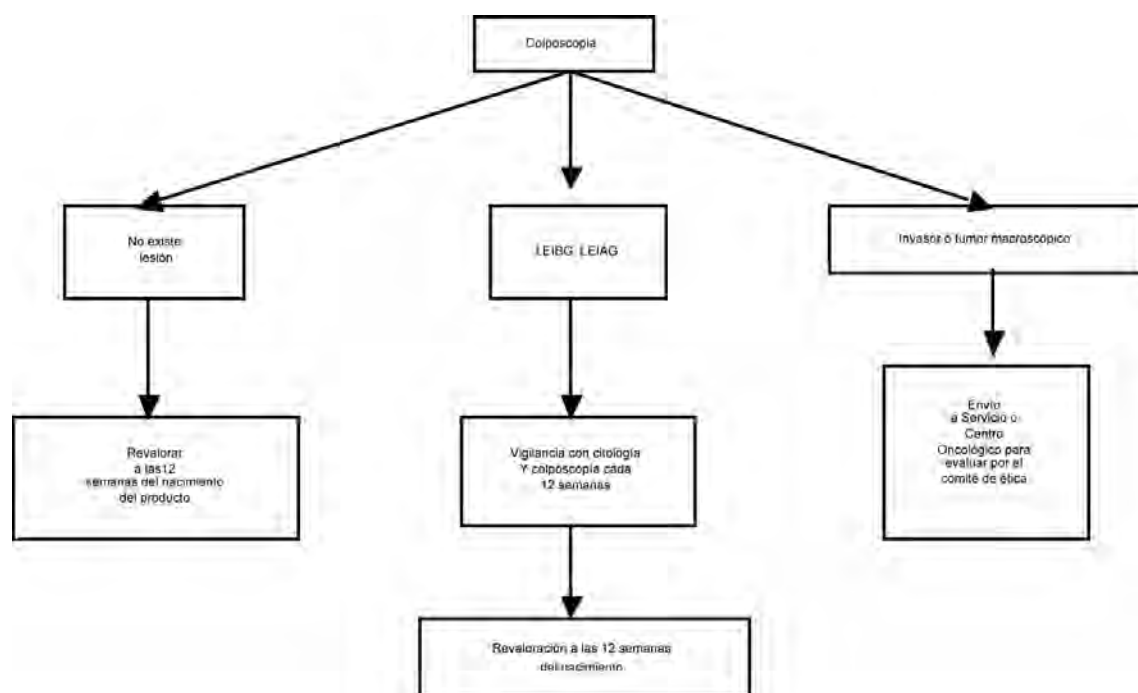 Colposcopia
No existe
lesión
LEIBG, LEIAG
Invasor o tumor macroscópico
Revalorar
a las12
semanas del nacimiento
del producto
Vigilancia con citología
Y colposcopía cada
12 semanas
Envío
a Servicio o
Centro
Oncológico para
evaluar por el
comité de ética
Revaloración a las 12 semanas
del nacimiento